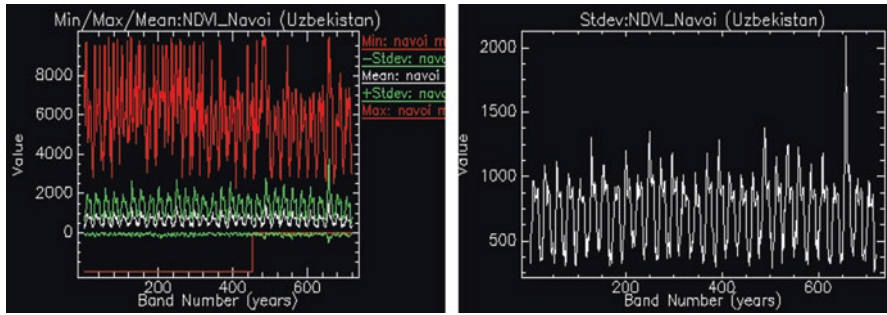 Min/Max/Mean:NDVI_Navoi (Uzbekistan)
Value
8000
6000
4000
2000
0
200
400
600
Band Number (years)
Min: navoi m
-Stdev: navo
Mean: navoi
+Stdev: navo
Max: navoi m
Stdev:NDVI_Navoi (Uzbekistan)
Value
2000
1500
1000
500
200
400
600
Band Number (years)